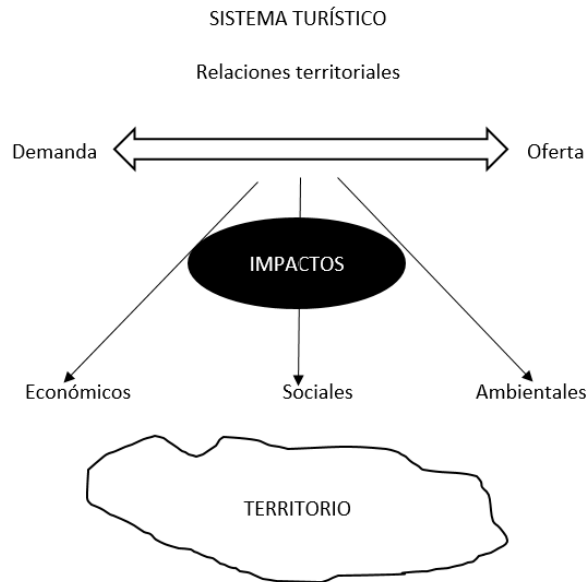 SISTEMA TURÍSTICO
Relaciones territoriales
Demanda
Oferta
IMPACTOS
Económicos
Sociales
Ambientales
TERRITORIO